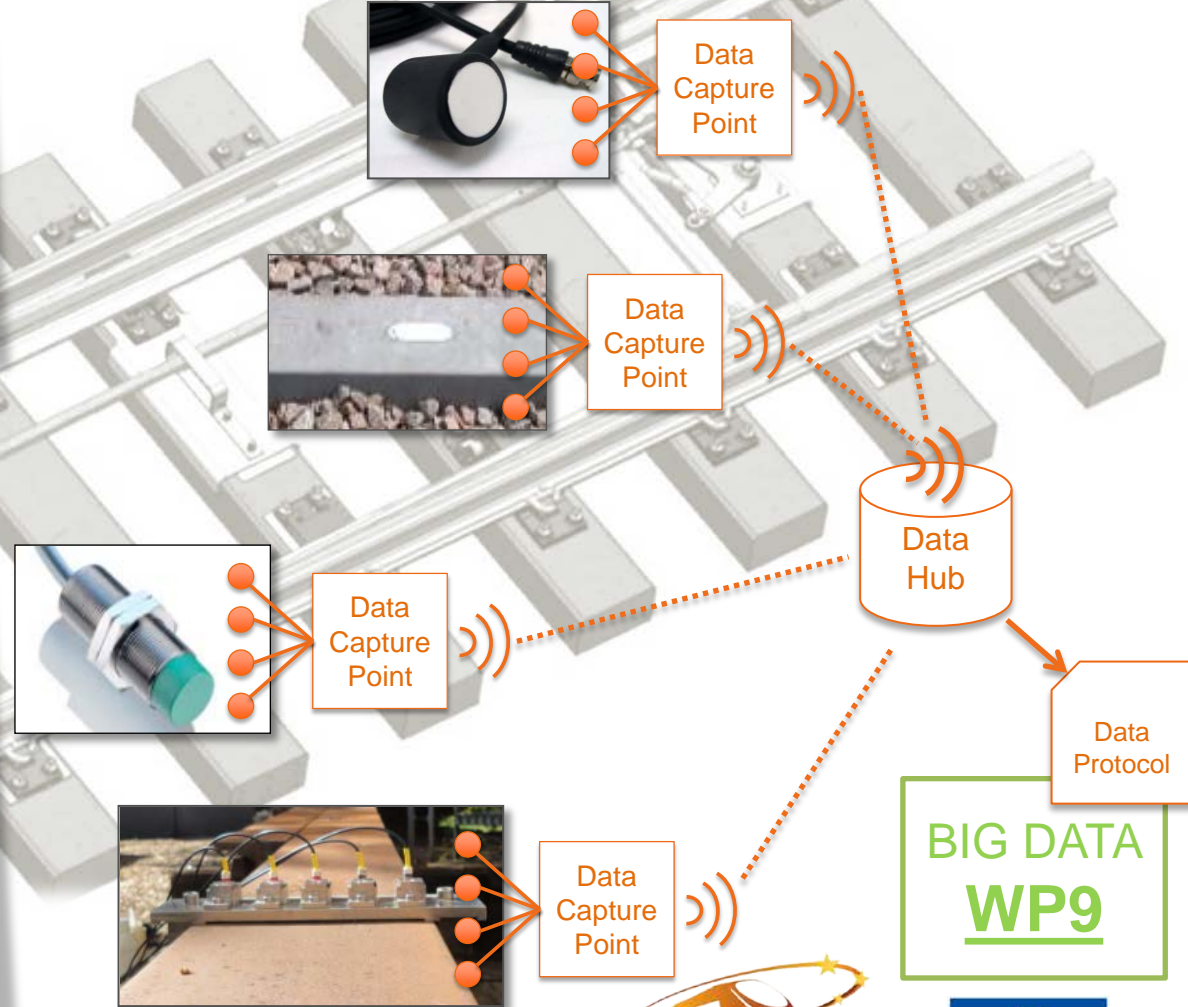 Data
Capture
Point
Data
Capture
Point
Data
Hub
Data
Capture
Point
Data
Protocol
BIG DATA
WP9
Data
Capture
Point